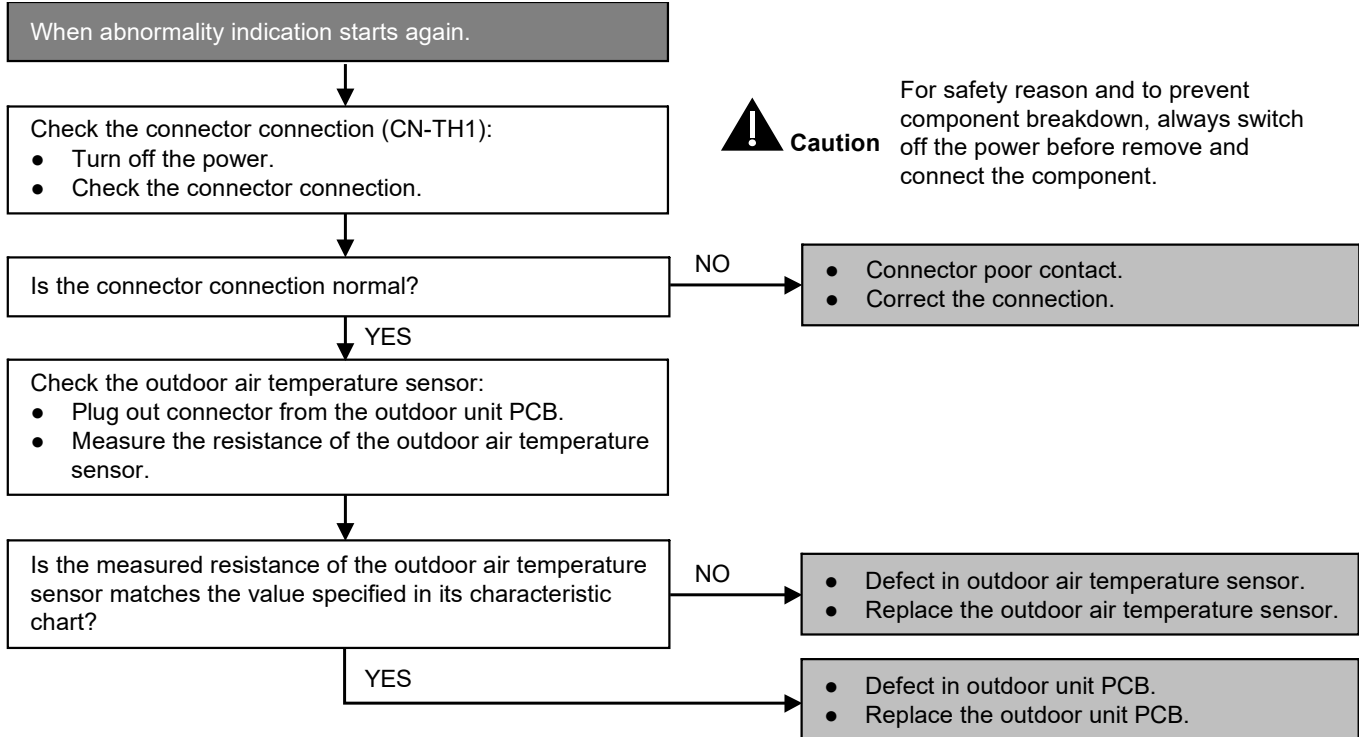 When abnormality indication starts again.
Check the connector connection (CN-TH1):
● Turn off the power.
● Check the connector connection.
Caution
For safety reason and to prevent
component breakdown, always switch
off the power before remove and
connect the component.
Is the connector connection normal?
NO
● Connector poor contact.
● Correct the connection.
YES
Check the outdoor air temperature sensor:
● Plug out connector from the outdoor unit PCB.
● Measure the resistance of the outdoor air temperature
sensor.
Is the measured resistance of the outdoor air temperature
sensor matches the value specified in its characteristic
chart?
NO
● Defect in outdoor air temperature sensor.
● Replace the outdoor air temperature sensor.
YES
● Defect in outdoor unit PCB.
● Replace the outdoor unit PCB.